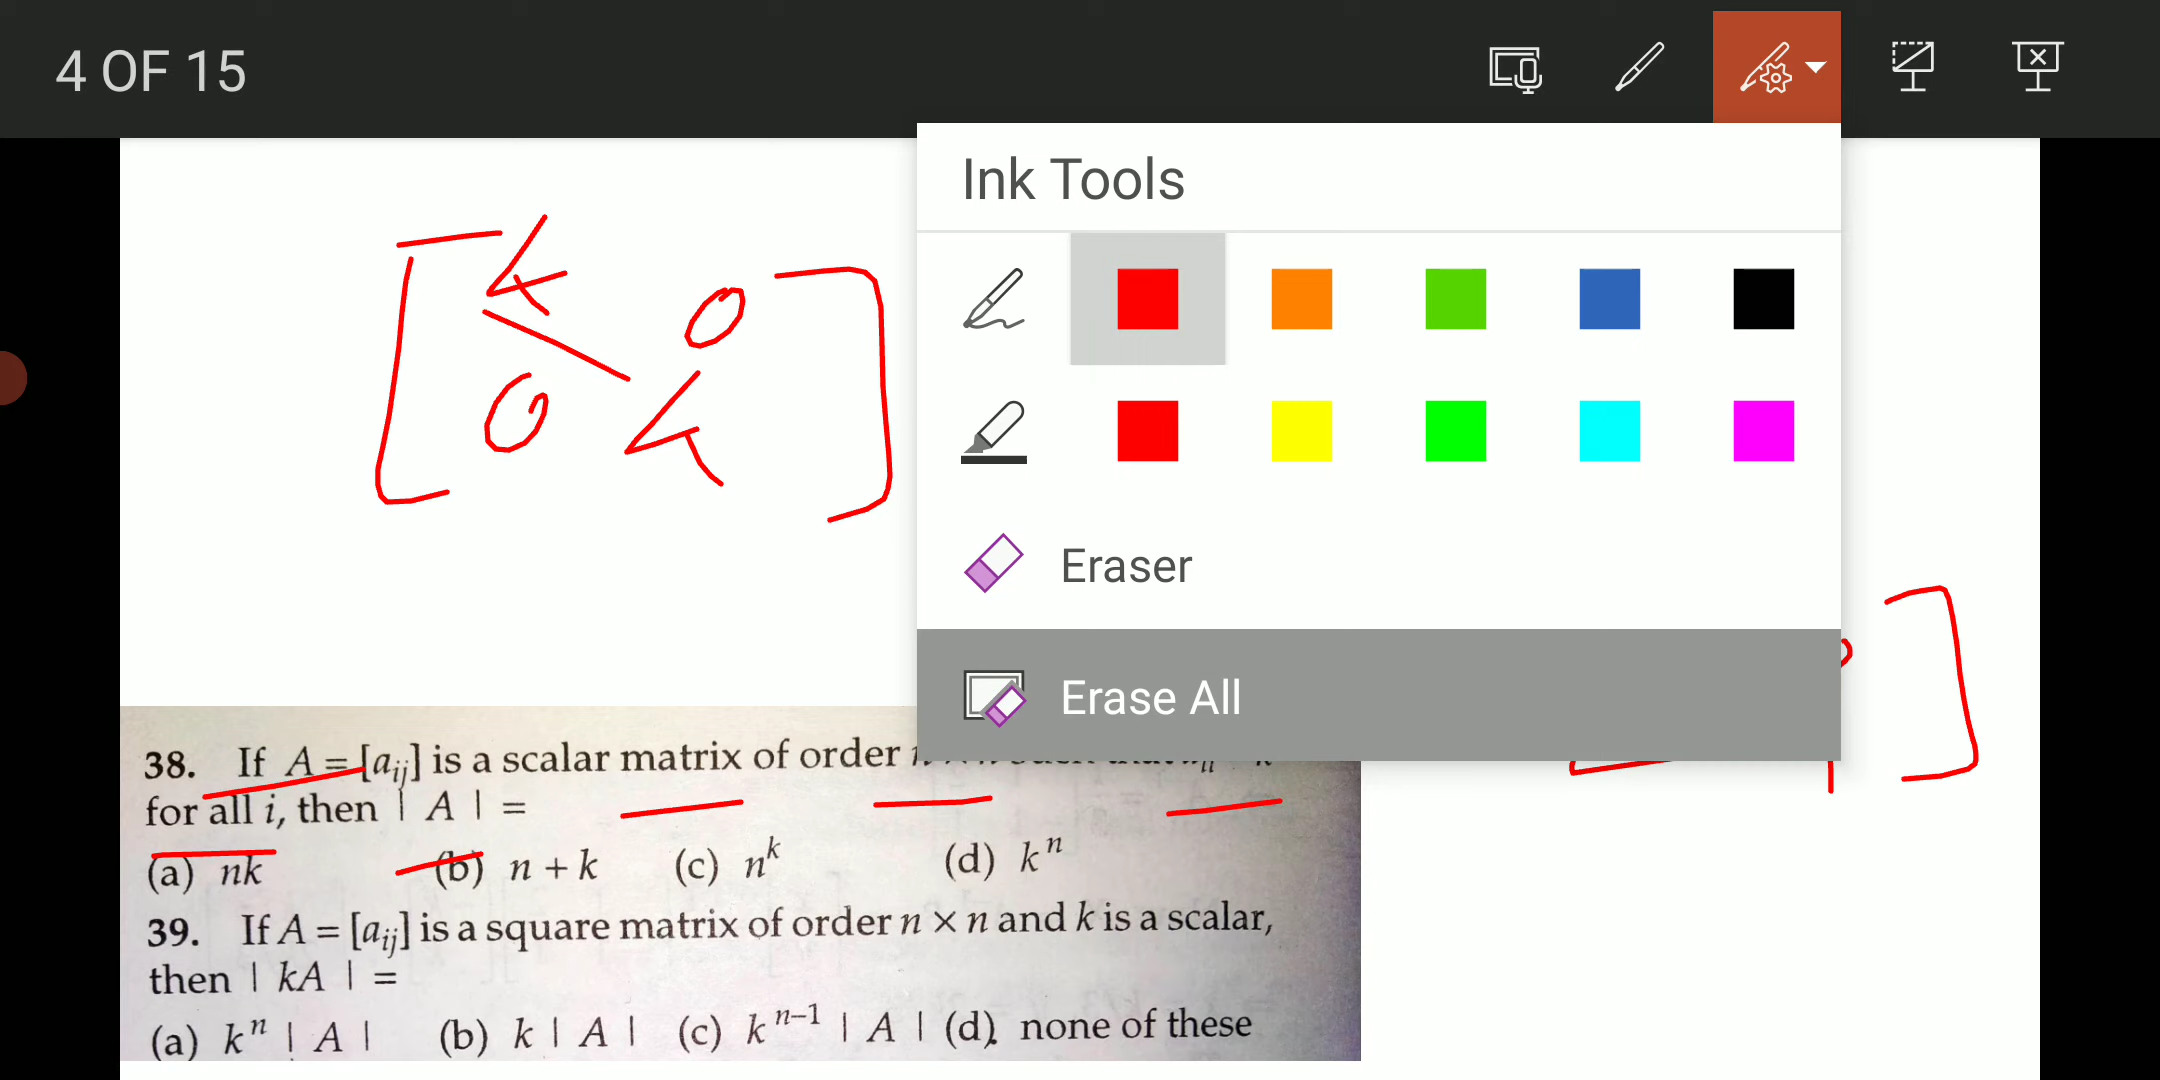 4 OF 15
Ink Tools
k 0
0 k
Eraser
Erase All
38. If A = [aij] is a scalar matrix of order
for all i, then | A | =
(a) nk (b) n + k (c) n^k (d) k^n
39. If A = [aij] is a square matrix of order n × n and k is a scalar,
then | kA | =
(a) k^n | A | (b) k | A | (c) k^{n–1} | A | (d) none of these